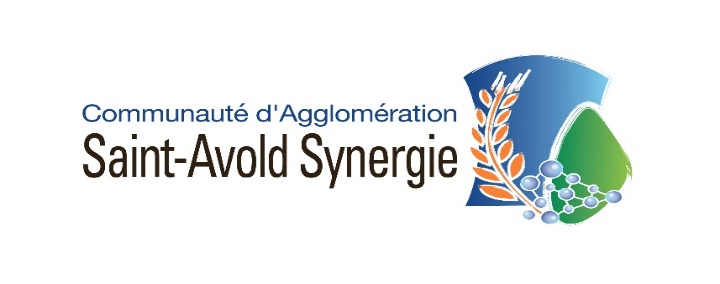 Communauté d'Agglomération
Saint-Avold Synergie